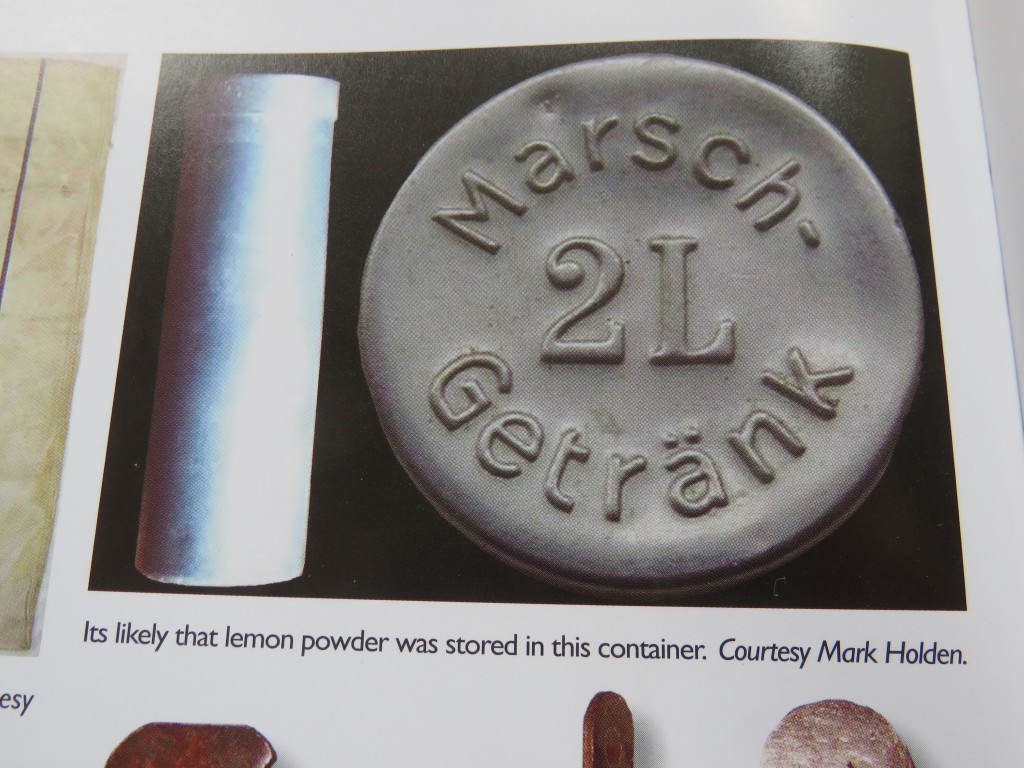 Marsch-
2L
Getränk
Its likely that lemon powder was stored in this container. Courtesy Mark Holden.
esy